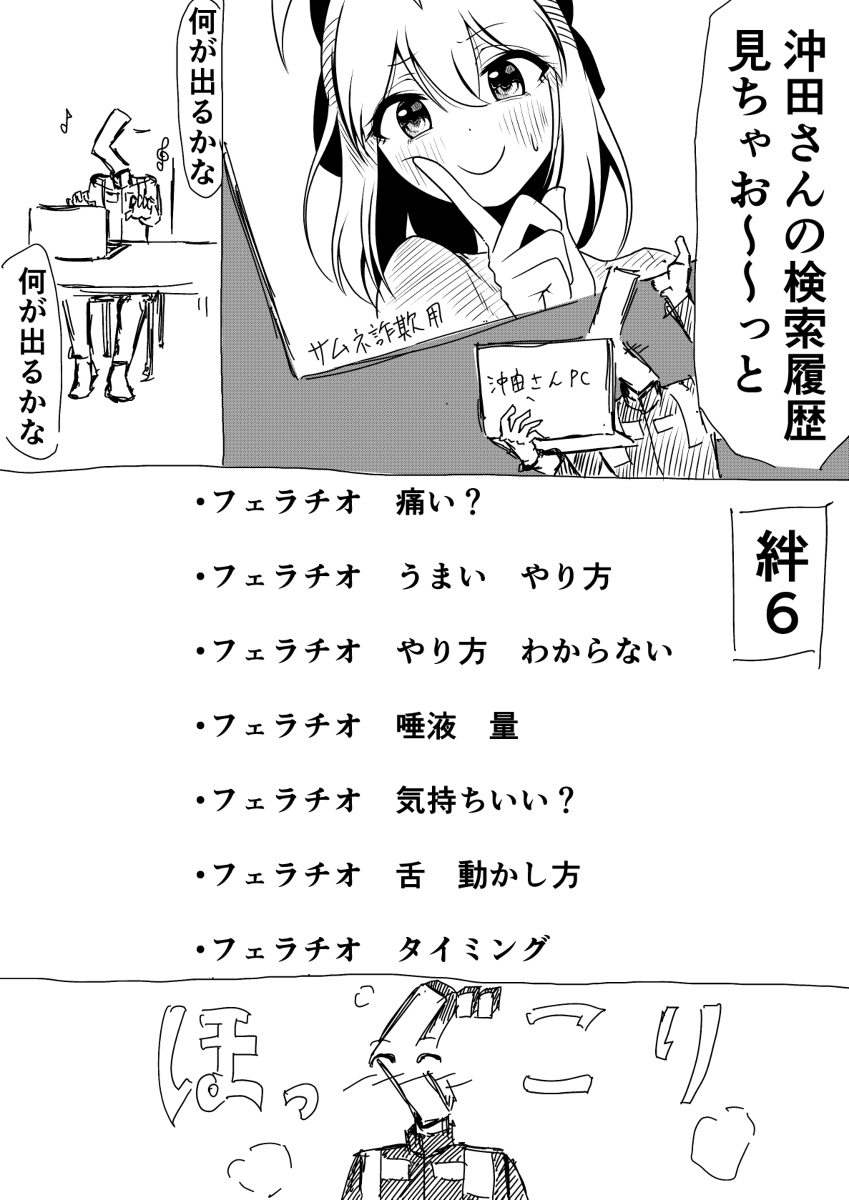 沖田さんの検索履歴
見ちゃお～～っと
サムネ詐欺用
沖田さんPC
何が出るかな
何が出るかな
絆6
・フェラチオ　痛い？
・フェラチオ　うまい　やり方
・フェラチオ　やり方　わからない
・フェラチオ　唾液　量
・フェラチオ　気持ちいい？
・フェラチオ　舌　動かし方
・フェラチオ　タイミング
ほっこり